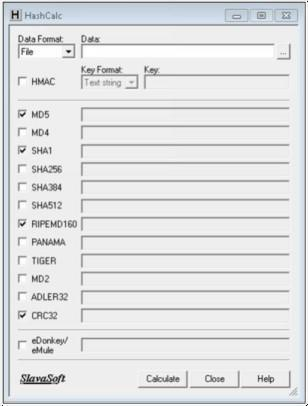 H HashCalc
Data Format: Data:
File ...
HMAC Key Format: Key:
Text string
MD5
MD4
SHA1
SHA256
SHA384
SHA512
RIPEMD160
PANAMA
TIGER
MD2
ADLER32
CRC32
eDonkey/
eMule
SlavaSoft Calculate Close Help